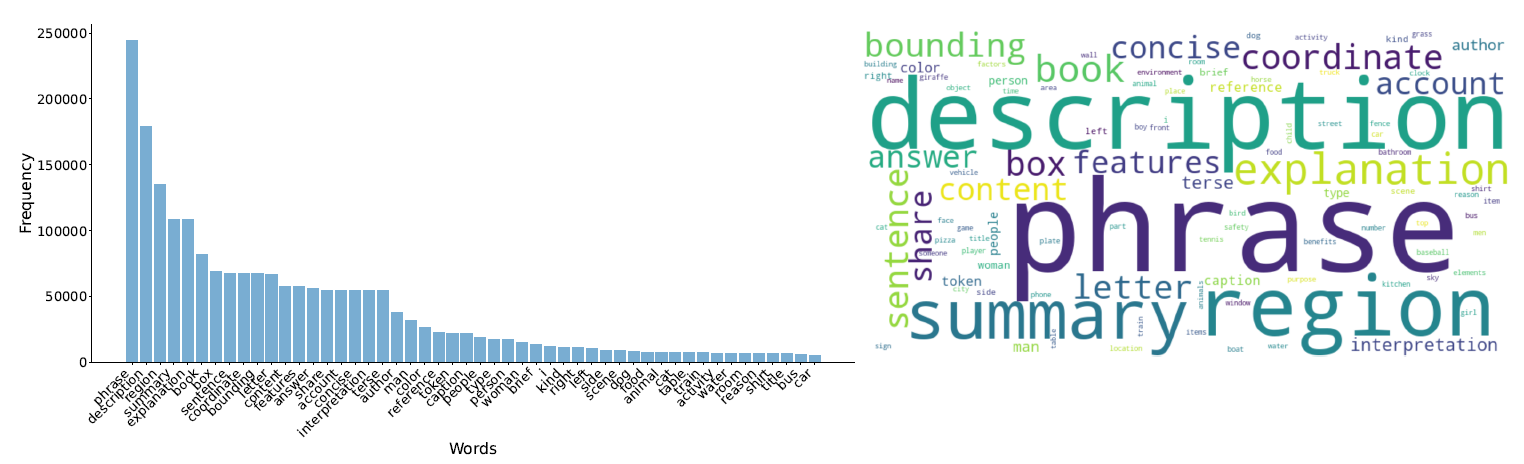 250000
200000
150000
100000
50000
0
Frequency
phrase
description
region
summary
explanation
book
box
sentence
coordinate
bounding
letter
content
features
answer
share
account
concise
interpretation
terse
author
man
color
reference
token
caption
people
type
person
woman
brief
i
kind
right
left
side
scene
dog
food
animal
cat
table
train
activity
water
room
reason
shirt
title
bus
car
Words
bounding
dog
activity
kind
grass
author
wall
concise
coordinate
building
color
factors
book
room
right
name
giraffe
person
environment
brief
truck
clock
account
object
time
area
animal
place
horse
reference
description
left
boy
front
i
child
street
fence
car
answer
box
features
food
bathroom
explanation
vehicle
content
terse
type
scene
reason
shirt
item
sentence
share
phrase
cat
face
game
people
pizza
title
player
someone
plate
part
bird
safety
tennis
benefits
number
top
bus
men
baseball
woman
token
city
side
phone
letter
caption
purpose
sky
kitchen
elements
summary
region
animals
window
girl
sign
man
table
location
train
items
boat
water
interpretation